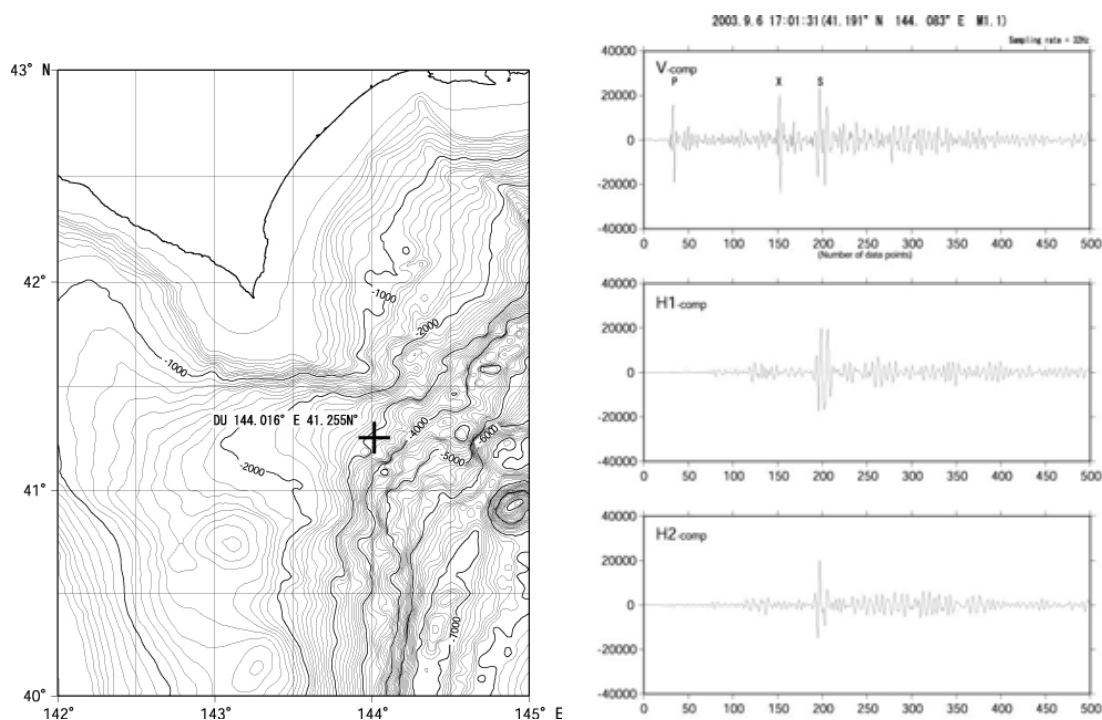 43° N
42°
41°
40°
142°
143°
144°
145° E
-1000
-2000
-1000
DU 144.016° E 41.255N°
-4000
-6000
-5000
-2000
-7000
2003.9.6 17:01:31(41.191° N 144.083° E M1.1)
Sampling rate = 32Hz
V-comp
P
X
S
40000
20000
0
-20000
-40000
0 50 100 150 200 250 300 350 400 450 500
(Number of data points)
H1-comp
40000
20000
0
-20000
-40000
0 50 100 150 200 250 300 350 400 450 500
H2-comp
40000
20000
0
-20000
-40000
0 50 100 150 200 250 300 350 400 450 500